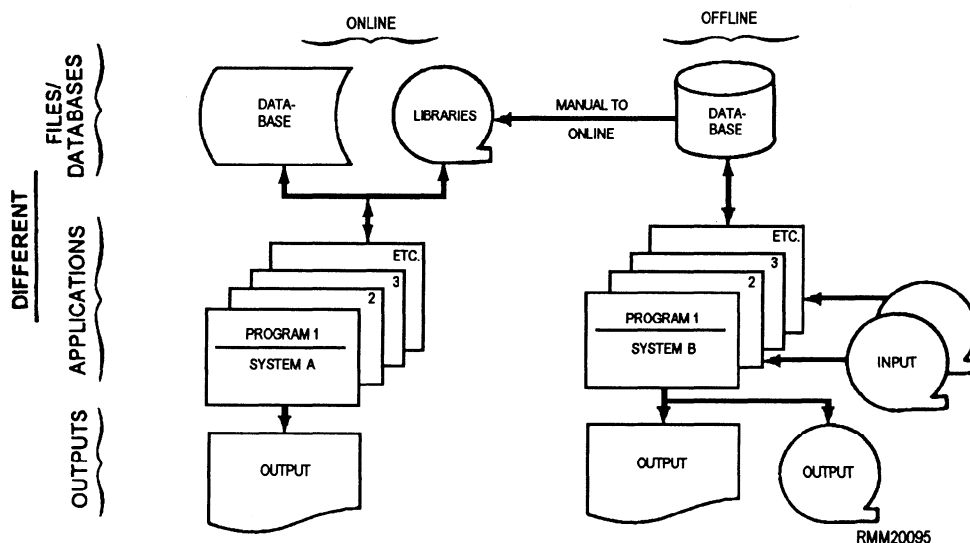 ONLINE
OFFLINE
DIFFERENT
FILES/
DATABASES
DATA-
BASE
LIBRARIES
MANUAL TO
ONLINE
DATA-
BASE
APPLICATIONS
ETC.
3
2
PROGRAM 1
SYSTEM A
ETC.
3
2
PROGRAM 1
SYSTEM B
INPUT
OUTPUTS
OUTPUT
OUTPUT
OUTPUT
RMM20095